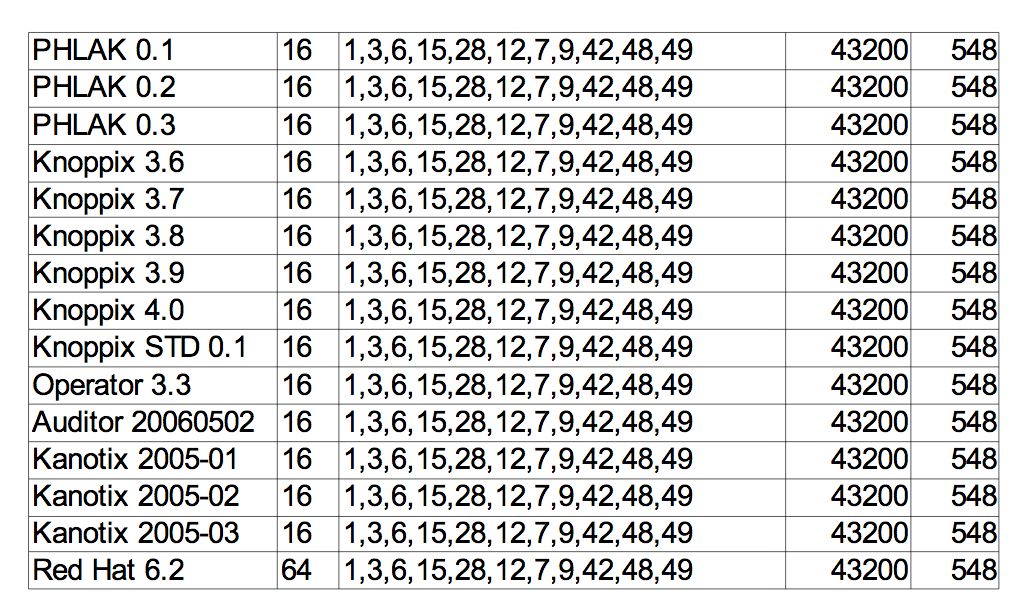 PHLAK 0.1 16 1,3,6,15,28,12,7,9,42,48,49 43200 548
PHLAK 0.2 16 1,3,6,15,28,12,7,9,42,48,49 43200 548
PHLAK 0.3 16 1,3,6,15,28,12,7,9,42,48,49 43200 548
Knoppix 3.6 16 1,3,6,15,28,12,7,9,42,48,49 43200 548
Knoppix 3.7 16 1,3,6,15,28,12,7,9,42,48,49 43200 548
Knoppix 3.8 16 1,3,6,15,28,12,7,9,42,48,49 43200 548
Knoppix 3.9 16 1,3,6,15,28,12,7,9,42,48,49 43200 548
Knoppix 4.0 16 1,3,6,15,28,12,7,9,42,48,49 43200 548
Knoppix STD 0.1 16 1,3,6,15,28,12,7,9,42,48,49 43200 548
Operator 3.3 16 1,3,6,15,28,12,7,9,42,48,49 43200 548
Auditor 20060502 16 1,3,6,15,28,12,7,9,42,48,49 43200 548
Kanotix 2005-01 16 1,3,6,15,28,12,7,9,42,48,49 43200 548
Kanotix 2005-02 16 1,3,6,15,28,12,7,9,42,48,49 43200 548
Kanotix 2005-03 16 1,3,6,15,28,12,7,9,42,48,49 43200 548
Red Hat 6.2 64 1,3,6,15,28,12,7,9,42,48,49 43200 548